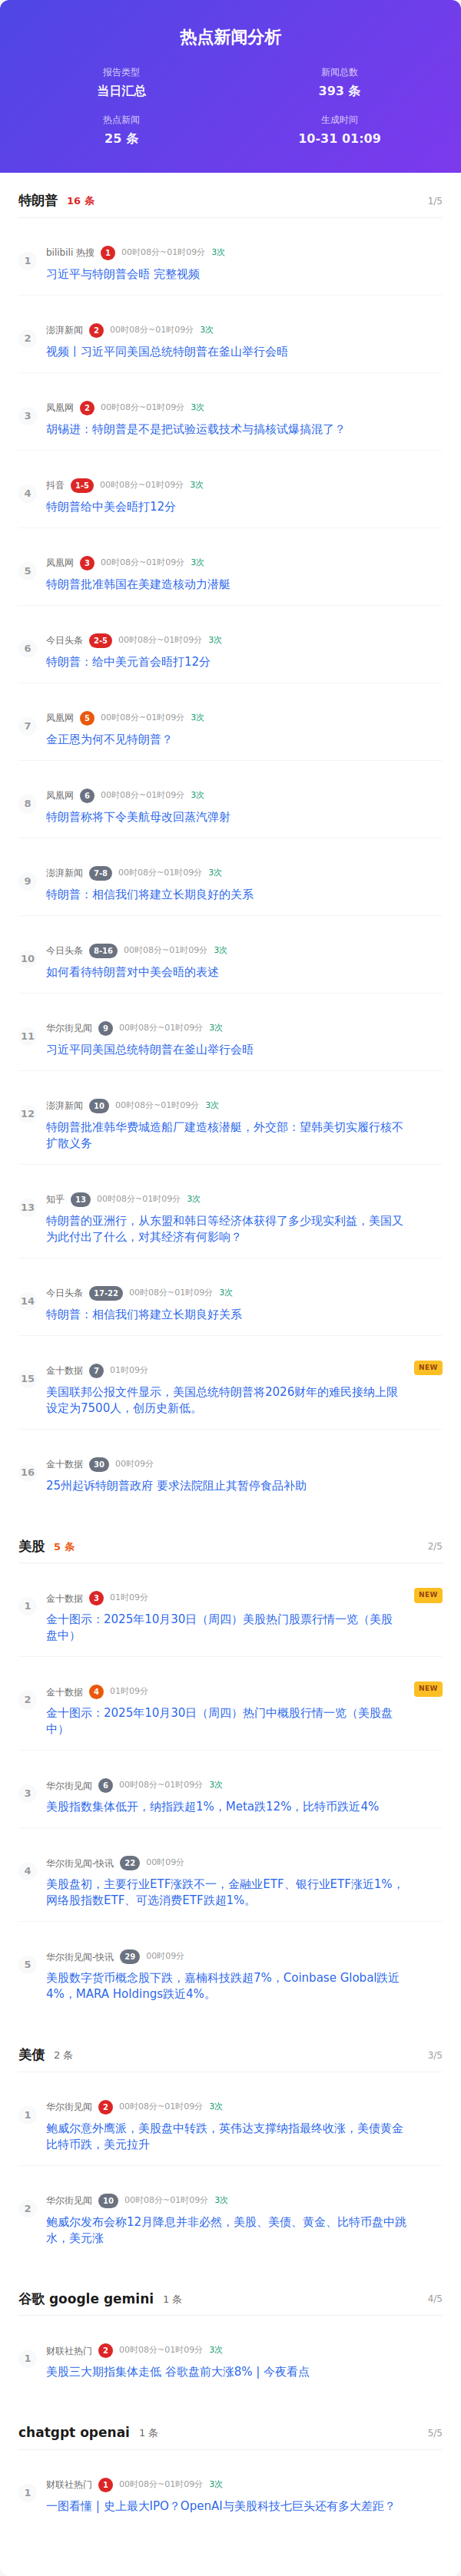 热点新闻分析
报告类型
当日汇总
新闻总数
393 条
热点新闻
25 条
生成时间
10-31 01:09
特朗普 16 条 1/5
1
bilibili 热搜 1 00时08分~01时09分 3次
习近平与特朗普会晤 完整视频
2
澎湃新闻 2 00时08分~01时09分 3次
视频丨习近平同美国总统特朗普在釜山举行会晤
3
凤凰网 2 00时08分~01时09分 3次
胡锡进：特朗普是不是把试验运载技术与搞核试爆搞混了？
4
抖音 1-5 00时08分~01时09分 3次
特朗普给中美会晤打12分
5
凤凰网 3 00时08分~01时09分 3次
特朗普批准韩国在美建造核动力潜艇
6
今日头条 2-5 00时08分~01时09分 3次
特朗普：给中美元首会晤打12分
7
凤凰网 5 00时08分~01时09分 3次
金正恩为何不见特朗普？
8
凤凰网 6 00时08分~01时09分 3次
特朗普称将下令美航母改回蒸汽弹射
9
澎湃新闻 7-8 00时08分~01时09分 3次
特朗普：相信我们将建立长期良好的关系
10
今日头条 8-16 00时08分~01时09分 3次
如何看待特朗普对中美会晤的表述
11
华尔街见闻 9 00时08分~01时09分 3次
习近平同美国总统特朗普在釜山举行会晤
12
澎湃新闻 10 00时08分~01时09分 3次
特朗普批准韩华费城造船厂建造核潜艇，外交部：望韩美切实履行核不
扩散义务
13
知乎 13 00时08分~01时09分 3次
特朗普的亚洲行，从东盟和韩日等经济体获得了多少现实利益，美国又
为此付出了什么，对其经济有何影响？
14
今日头条 17-22 00时08分~01时09分 3次
特朗普：相信我们将建立长期良好关系
15
金十数据 7 01时09分 NEW
美国联邦公报文件显示，美国总统特朗普将2026财年的难民接纳上限
设定为7500人，创历史新低。
16
金十数据 30 00时09分
25州起诉特朗普政府 要求法院阻止其暂停食品补助
美股 5 条 2/5
1
金十数据 3 01时09分 NEW
金十图示：2025年10月30日（周四）美股热门股票行情一览（美股
盘中）
2
金十数据 4 01时09分 NEW
金十图示：2025年10月30日（周四）热门中概股行情一览（美股盘
中）
3
华尔街见闻 6 00时08分~01时09分 3次
美股指数集体低开，纳指跌超1%，Meta跌12%，比特币跌近4%
4
华尔街见闻-快讯 22 00时09分
美股盘初，主要行业ETF涨跌不一，金融业ETF、银行业ETF涨近1%，
网络股指数ETF、可选消费ETF跌超1%。
5
华尔街见闻-快讯 29 00时09分
美股数字货币概念股下跌，嘉楠科技跌超7%，Coinbase Global跌近
4%，MARA Holdings跌近4%。
美债 2 条 3/5
1
华尔街见闻 2 00时08分~01时09分 3次
鲍威尔意外鹰派，美股盘中转跌，英伟达支撑纳指最终收涨，美债黄金
比特币跌，美元拉升
2
华尔街见闻 10 00时08分~01时09分 3次
鲍威尔发布会称12月降息并非必然，美股、美债、黄金、比特币盘中跳
水，美元涨
谷歌 google gemini 1 条 4/5
1
财联社热门 2 00时08分~01时09分 3次
美股三大期指集体走低 谷歌盘前大涨8% | 今夜看点
chatgpt openai 1 条 5/5
1
财联社热门 1 00时08分~01时09分 3次
一图看懂 | 史上最大IPO？OpenAI与美股科技七巨头还有多大差距？